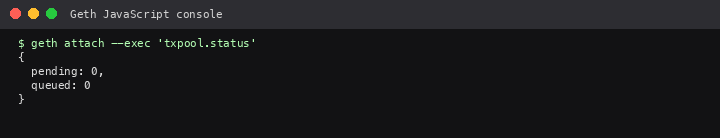 Geth JavaScript console
$ geth attach --exec 'txpool.status'
{
  pending: 0,
  queued: 0
}